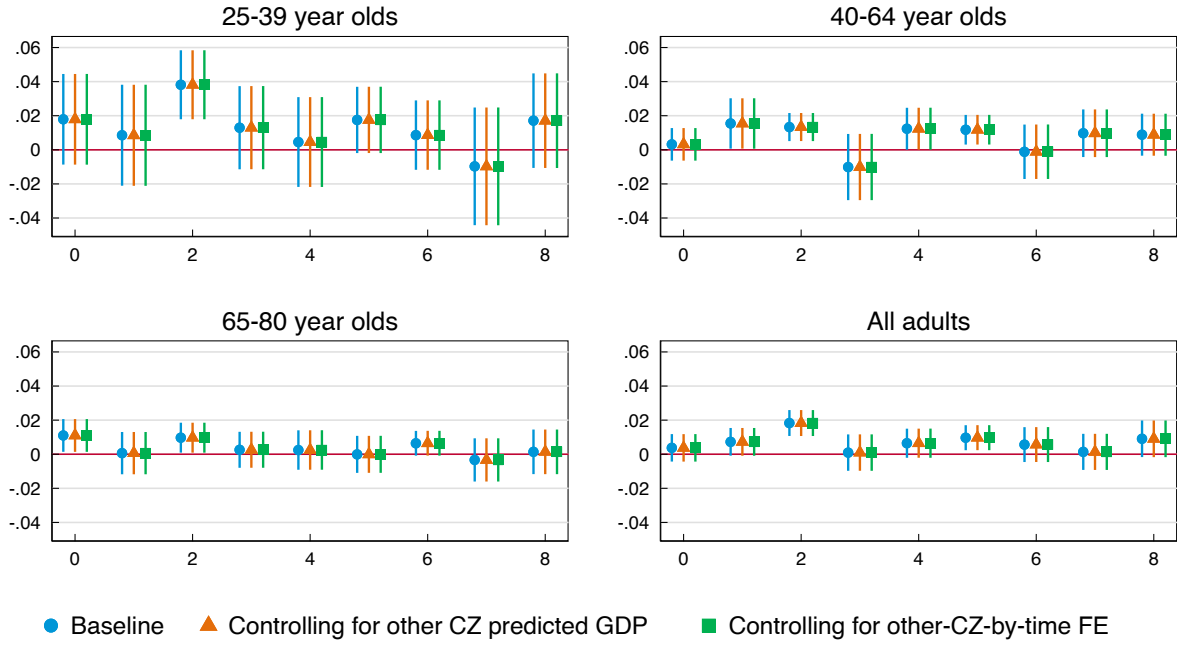 25-39 year olds
40-64 year olds
.06
.04
.02
0
-.02
-.04
0 2 4 6 8
.06
.04
.02
0
-.02
-.04
0 2 4 6 8
65-80 year olds
All adults
.06
.04
.02
0
-.02
-.04
0 2 4 6 8
.06
.04
.02
0
-.02
-.04
0 2 4 6 8
Baseline Controlling for other CZ predicted GDP Controlling for other-CZ-by-time FE